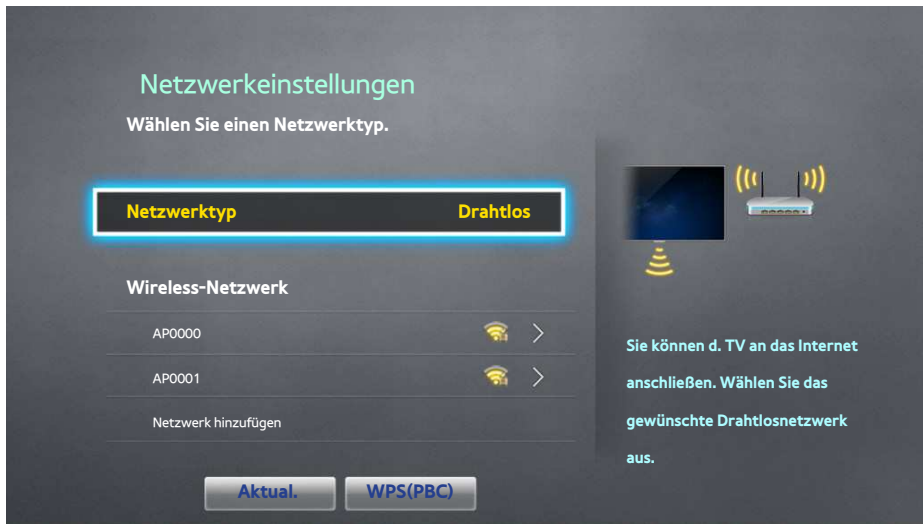 Netzwerkeinstellungen
Wählen Sie einen Netzwerktyp.
Netzwerktyp Drahtlos
Wireless-Netzwerk
AP0000
AP0001
Netzwerk hinzufügen
Aktual. WPS(PBC)
Sie können d. TV an das Internet
anschließen. Wählen Sie das
gewünschte Drahtlosnetzwerk
aus.